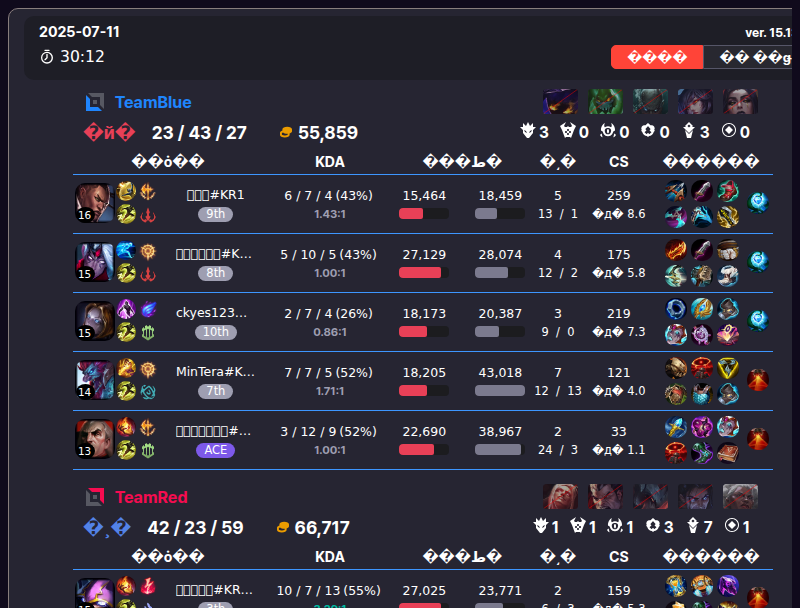 2025-07-11
ver. 15.1
30:12
TeamBlue
23 / 43 / 27
55,859
3 0 0 0 3 0
KDA CS
16 #KR1 6 / 7 / 4 (43%) 15,464 18,459 5 259
9th 1.43:1 13 / 1 8.6
15 #K... 5 / 10 / 5 (43%) 27,129 28,074 4 175
8th 1.00:1 12 / 2 5.8
15 ckyes123... 2 / 7 / 4 (26%) 18,173 20,387 3 219
10th 0.86:1 9 / 0 7.3
14 MinTera#K... 7 / 7 / 5 (52%) 18,205 43,018 7 121
7th 1.71:1 12 / 13 4.0
13 #... 3 / 12 / 9 (52%) 22,690 38,967 2 33
ACE 1.00:1 24 / 3 1.1
TeamRed
42 / 23 / 59
66,717
1 1 1 3 7 1
KDA CS
#KR... 10 / 7 / 13 (55%) 27,025 23,771 2 159